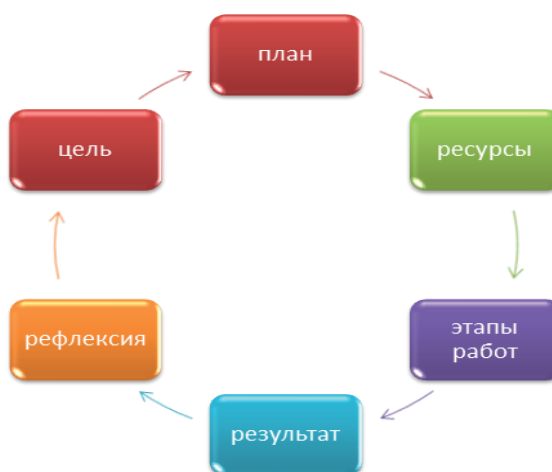 план
ресурсы
этапы
работ
результат
рефлексия
цель